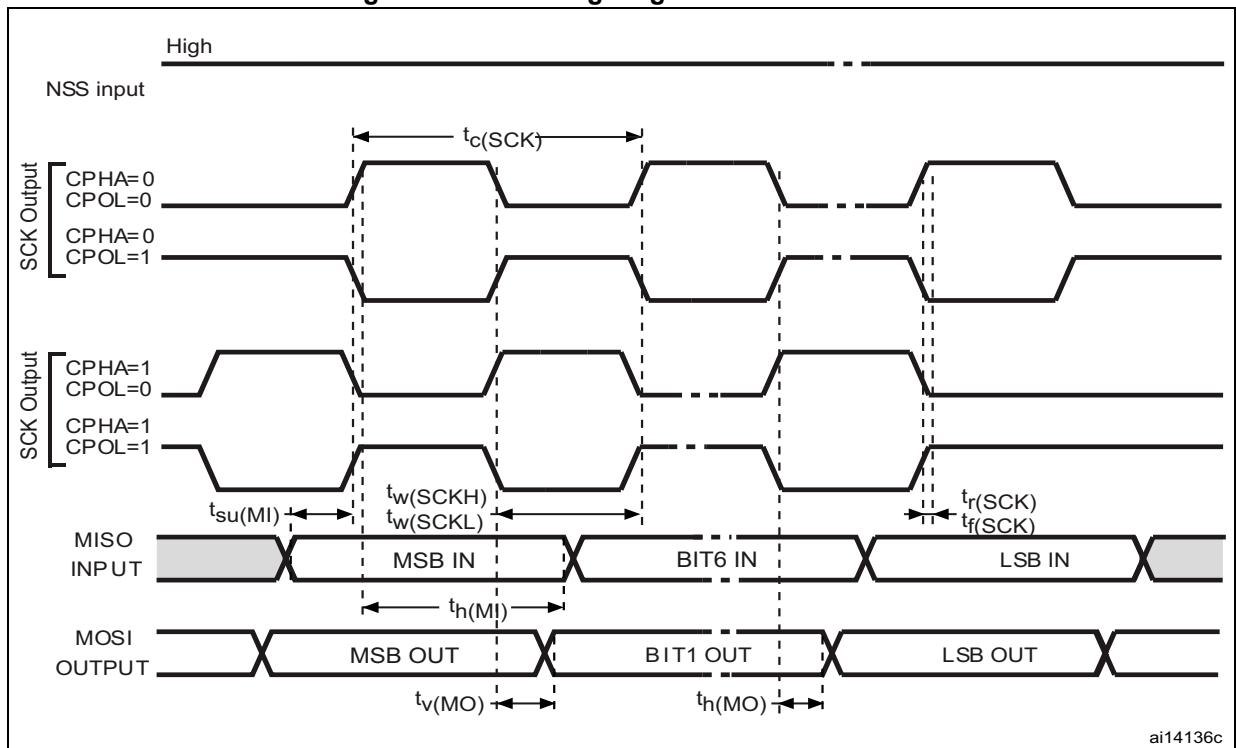 High
NSS input
tc(SCK)
SCK Output
CPHA=0
CPOL=0
CPHA=0
CPOL=1
SCK Output
CPHA=1
CPOL=0
CPHA=1
CPOL=1
tw(SCKH)
tw(SCKL)
tsu(MI)
tr(SCK)
tf(SCK)
MISO
INPUT
MSB IN
BIT6 IN
LSB IN
th(MI)
MOSI
OUTPUT
MSB OUT
BIT1 OUT
LSB OUT
tv(MO)
th(MO)
ai14136c